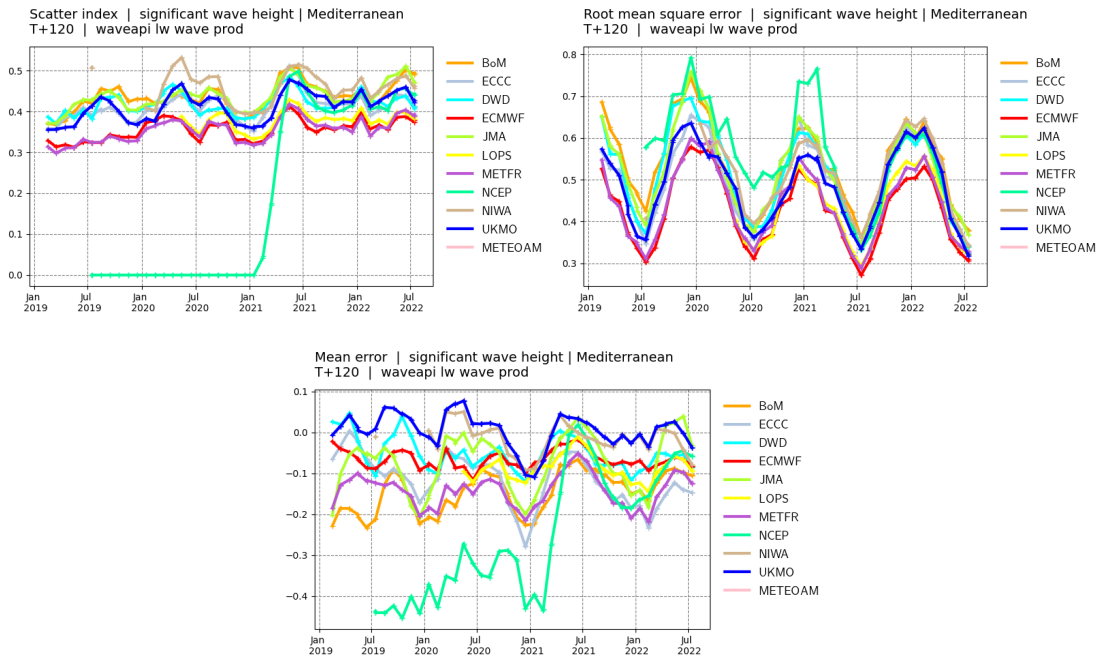 Scatter index | significant wave height | Mediterranean
T+120 | waveapi lw wave prod
0.5
0.4
0.3
0.2
0.1
0.0
Jan
2019
Jul
2019
Jan
2020
Jul
2020
Jan
2021
Jul
2021
Jan
2022
Jul
2022
BoM
ECCC
DWD
ECMWF
JMA
LOPS
METFR
NCEP
NIWA
UKMO
METEOAM
Root mean square error | significant wave height | Mediterranean
T+120 | waveapi lw wave prod
0.8
0.7
0.6
0.5
0.4
0.3
Jan
2019
Jul
2019
Jan
2020
Jul
2020
Jan
2021
Jul
2021
Jan
2022
Jul
2022
BoM
ECCC
DWD
ECMWF
JMA
LOPS
METFR
NCEP
NIWA
UKMO
METEOAM
Mean error | significant wave height | Mediterranean
T+120 | waveapi lw wave prod
0.1
0.0
−0.1
−0.2
−0.3
−0.4
Jan
2019
Jul
2019
Jan
2020
Jul
2020
Jan
2021
Jul
2021
Jan
2022
Jul
2022
BoM
ECCC
DWD
ECMWF
JMA
LOPS
METFR
NCEP
NIWA
UKMO
METEOAM